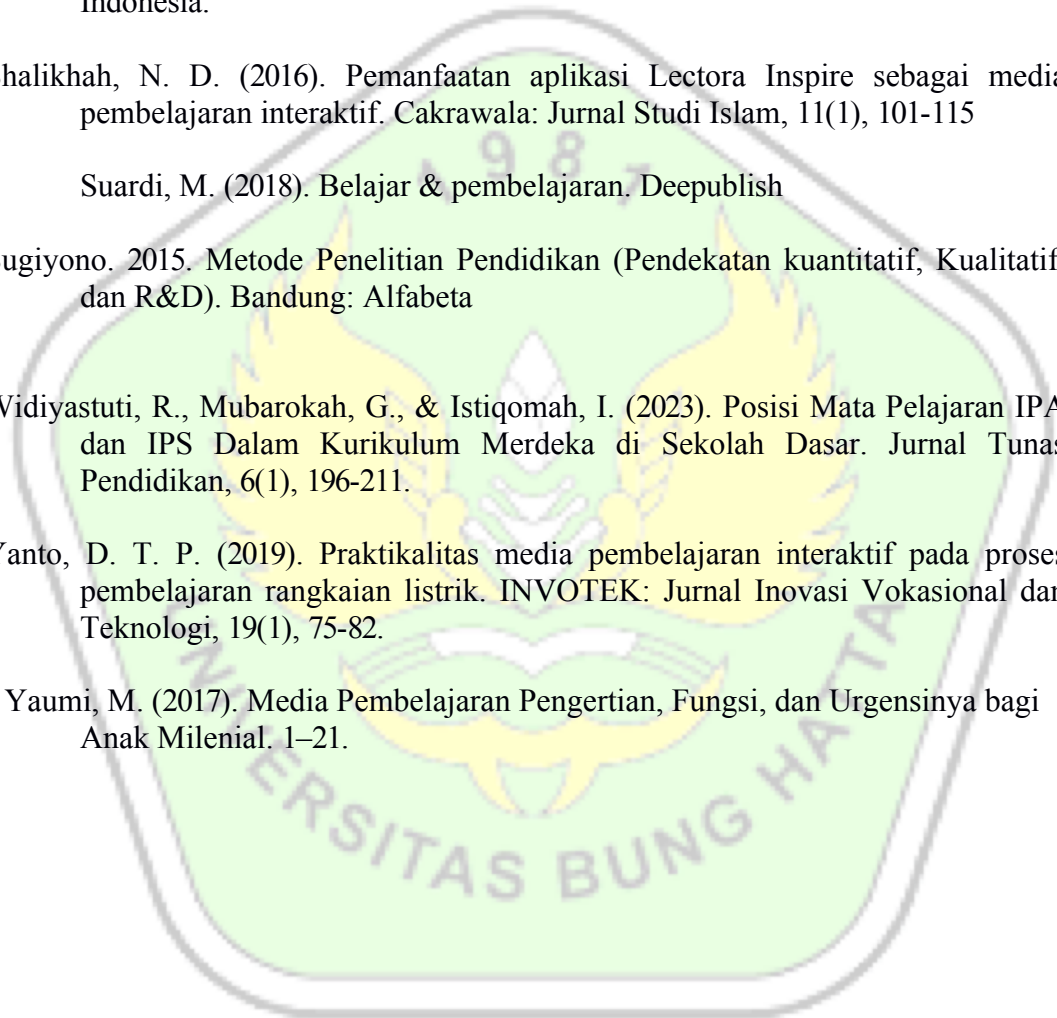 Indonesia.
halikhah, N. D. (2016). Pemanfaatan aplikasi Lectora Inspire sebagai media
pembelajaran interaktif. Cakrawala: Jurnal Studi Islam, 11(1), 101-115
1 9 8 1
Suardi, M. (2018). Belajar & pembelajaran. Deepublish
ugiyono. 2015. Metode Penelitian Pendidikan (Pendekatan kuantitatif, Kualitatif
dan R&D). Bandung: Alfabeta
Widiyastuti, R., Mubarokah, G., & Istiqomah, I. (2023). Posisi Mata Pelajaran IPA
dan IPS Dalam Kurikulum Merdeka di Sekolah Dasar. Jurnal Tunas
Pendidikan, 6(1), 196-211.
Yanto, D. T. P. (2019). Praktikalitas media pembelajaran interaktif pada proses
pembelajaran rangkaian listrik. INVOTEK: Jurnal Inovasi Vokasional dan
Teknologi, 19(1), 75-82.
Yaumi, M. (2017). Media Pembelajaran Pengertian, Fungsi, dan Urgensinya bagi
Anak Milenial. 1–21.
UNIVERSITAS BUNG HATTA